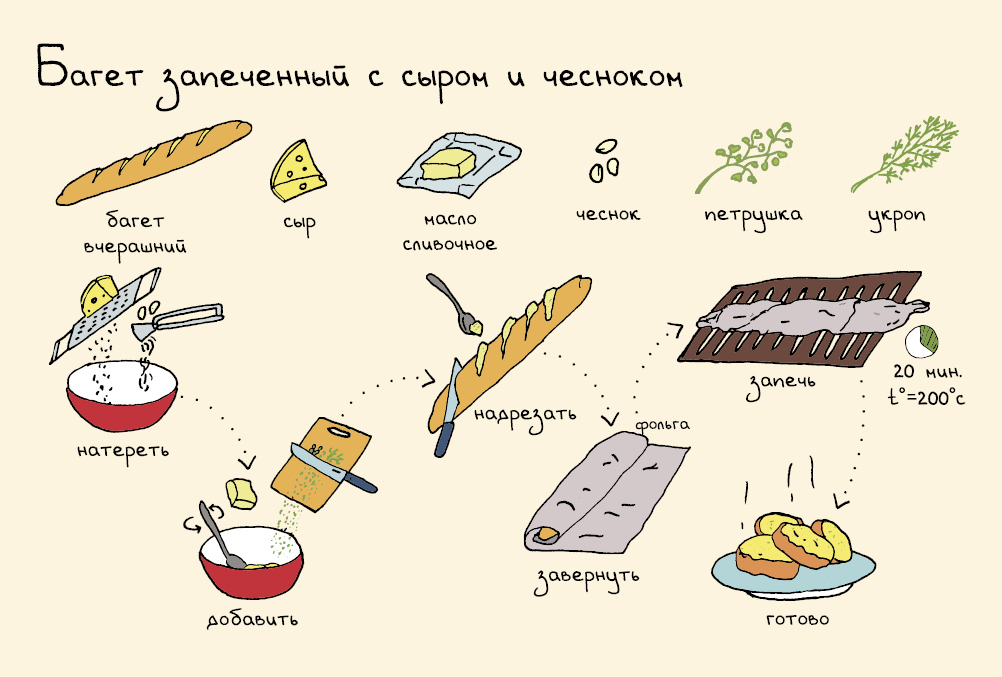 Багет запеченный с сыром и чесноком
багет
вчерашний
сыр
масло
сливочное
чеснок
петрушка
укроп
натереть
добавить
надрезать
фольга
завернуть
запечь
20 мин.
t°=200°c
готово